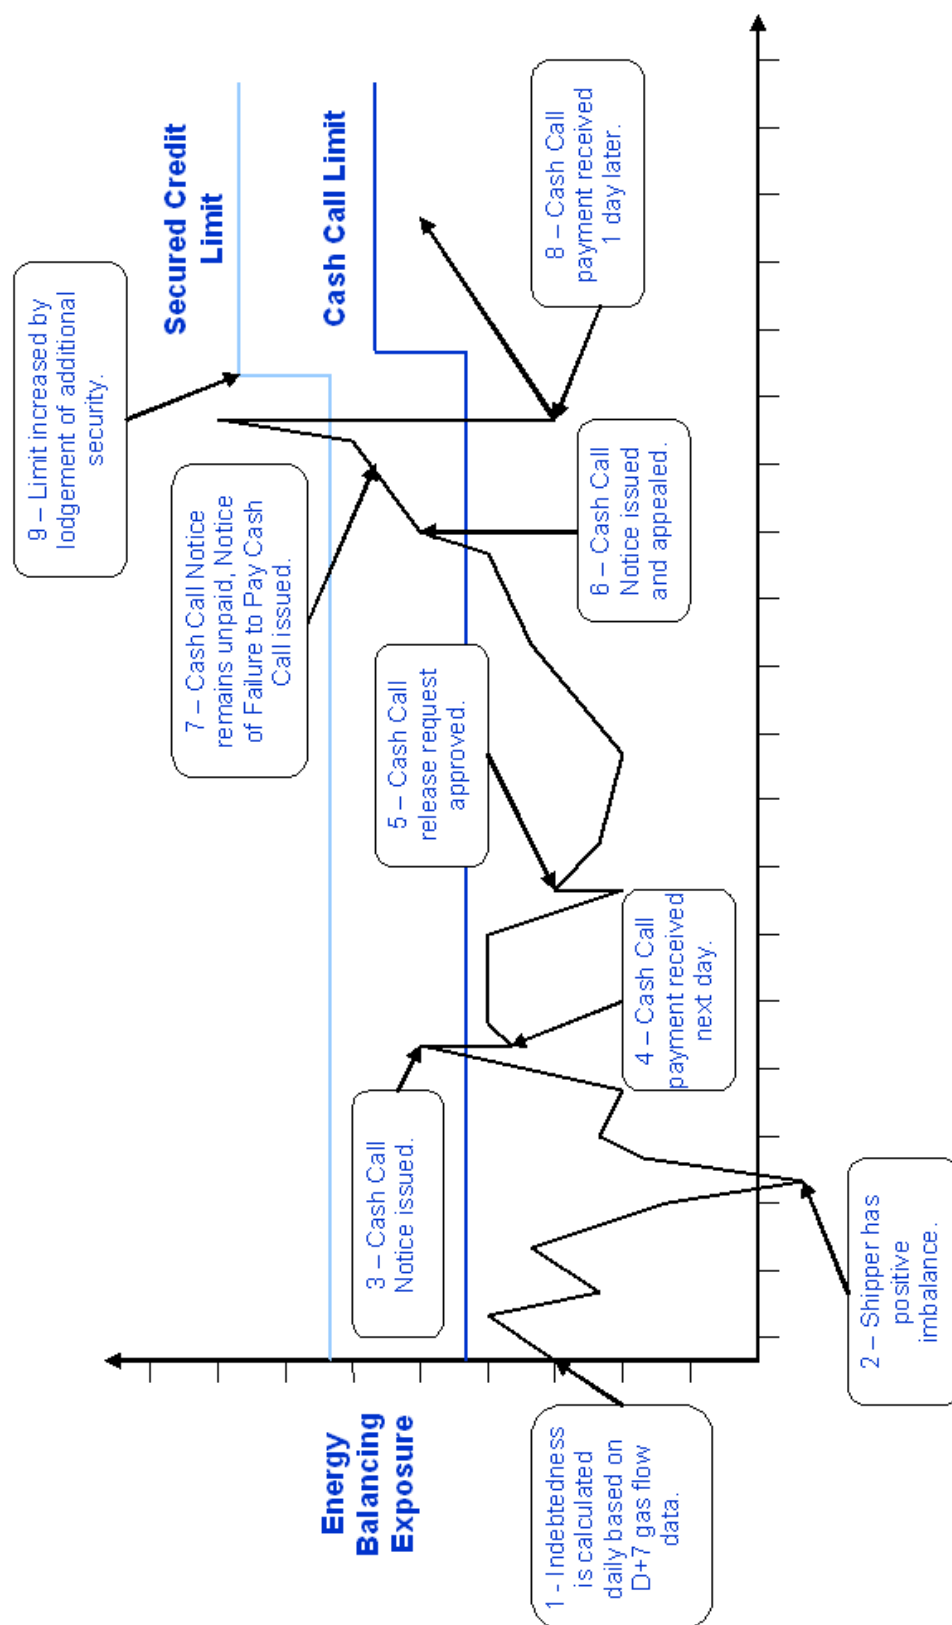 Energy
Balancing
Exposure
1 - Indebtedness
is calculated
daily based on
D+7 gas flow
data.
2 – Shipper has
positive
imbalance.
3 – Cash Call
Notice issued.
4 – Cash Call
payment received
next day.
5 – Cash Call
release request
approved.
6 – Cash Call
Notice issued
and appealed.
7 – Cash Call Notice
remains unpaid, Notice
of Failure to Pay Cash
Call issued.
8 – Cash Call
payment received
1 day later.
9 – Limit increased by
lodgement of additional
security.
Secured Credit
Limit
Cash Call Limit